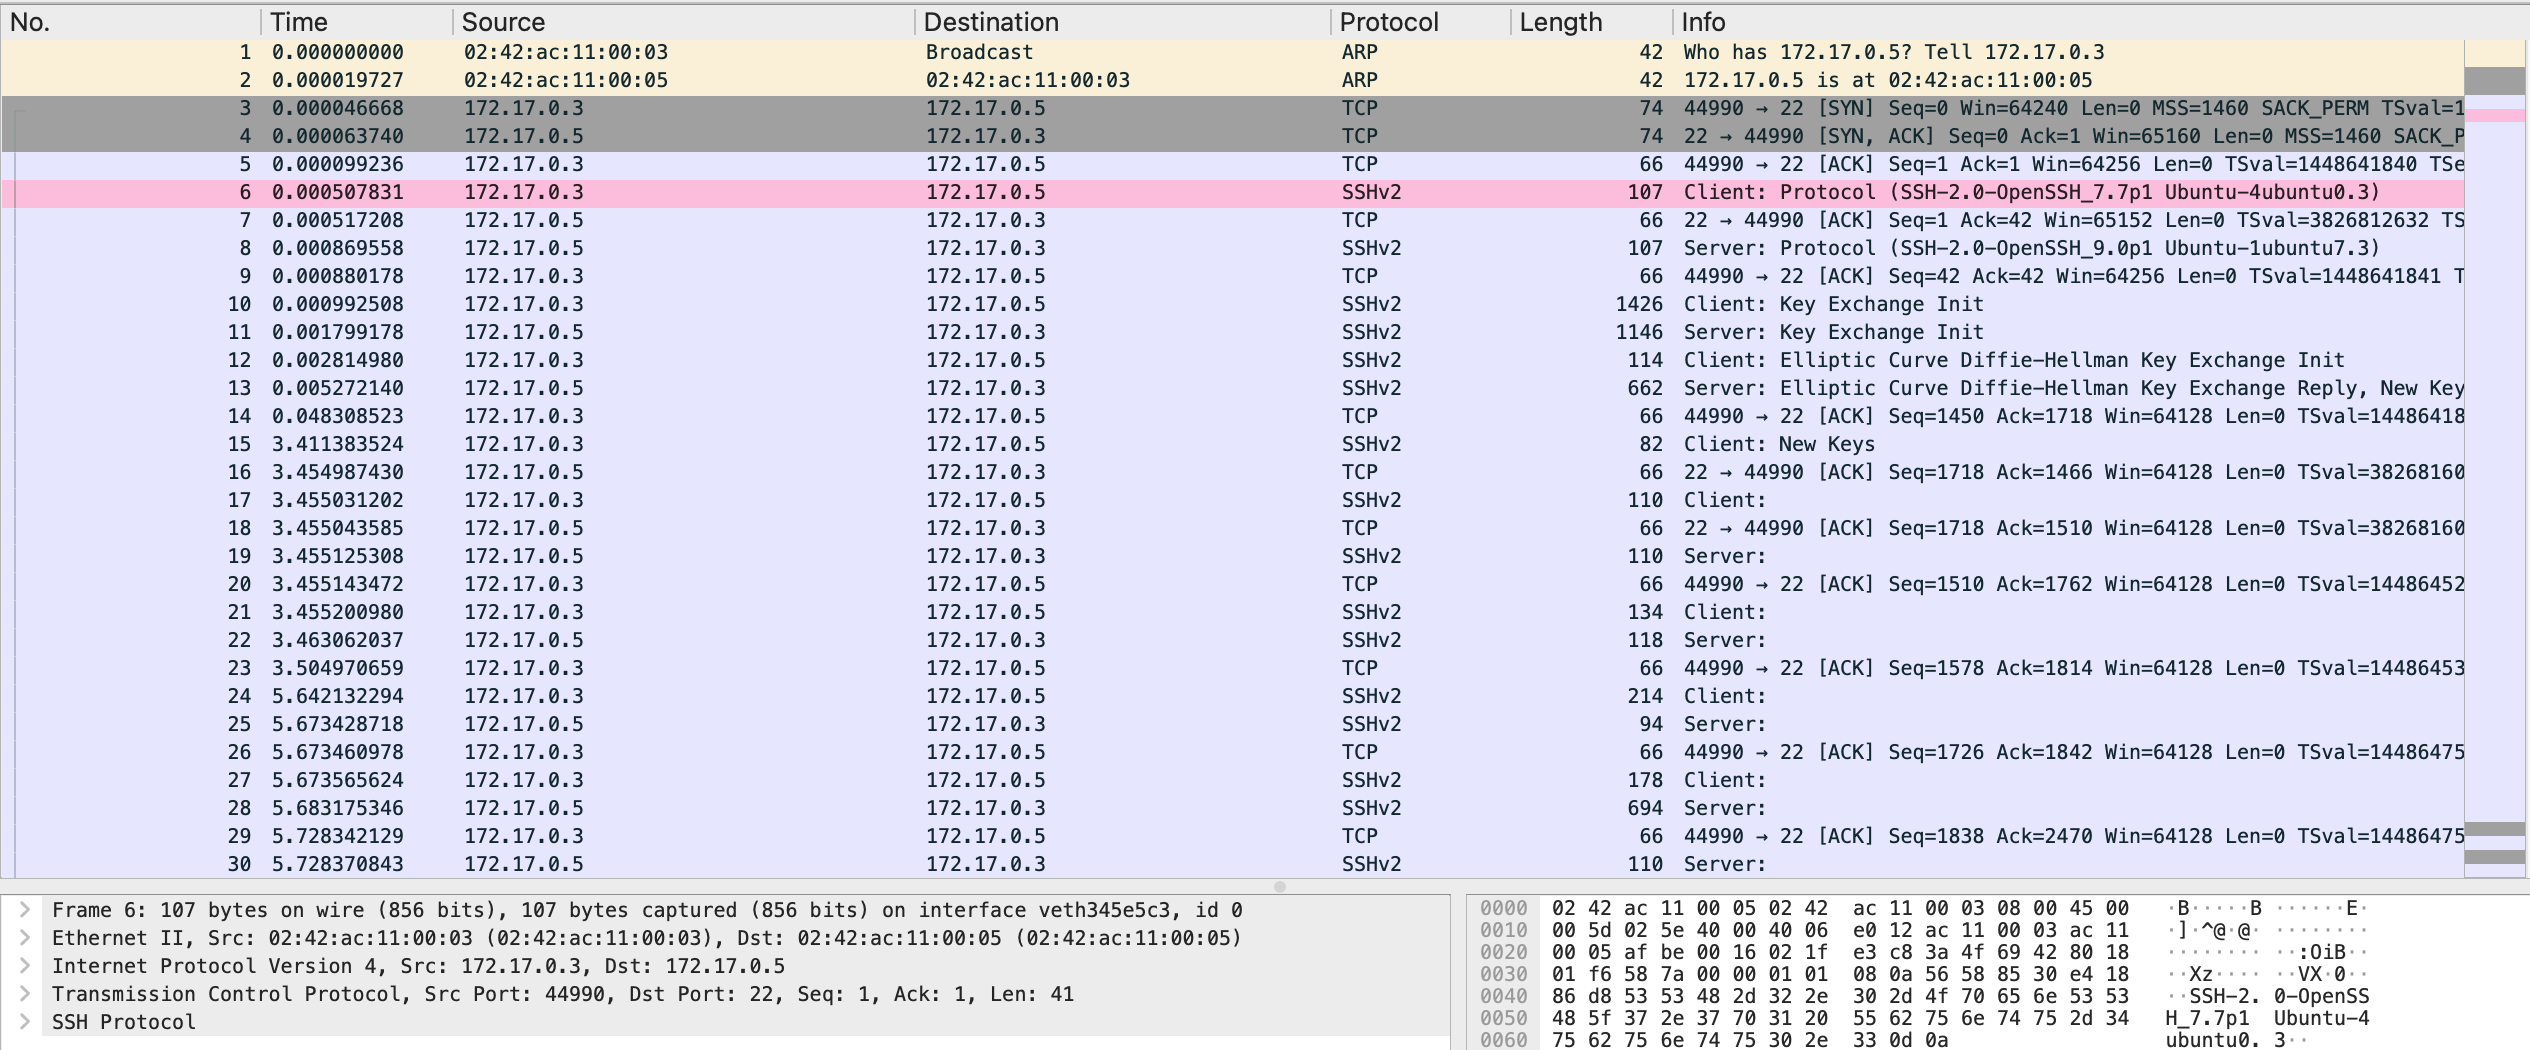 No. Time Source Destination Protocol Length Info
1 0.000000000 02:42:ac:11:00:03 Broadcast ARP 42 Who has 172.17.0.5? Tell 172.17.0.3
2 0.000019727 02:42:ac:11:00:05 02:42:ac:11:00:03 ARP 42 172.17.0.5 is at 02:42:ac:11:00:05
3 0.000046668 172.17.0.3 172.17.0.5 TCP 74 44990 → 22 [SYN] Seq=0 Win=64240 Len=0 MSS=1460 SACK_PERM TSval=1
4 0.000063740 172.17.0.5 172.17.0.3 TCP 74 22 → 44990 [SYN, ACK] Seq=0 Ack=1 Win=65160 Len=0 MSS=1460 SACK_P
5 0.000099236 172.17.0.3 172.17.0.5 TCP 66 44990 → 22 [ACK] Seq=1 Ack=1 Win=64256 Len=0 TSval=1448641840 TSe
6 0.000507831 172.17.0.3 172.17.0.5 SSHv2 107 Client: Protocol (SSH-2.0-OpenSSH_7.7p1 Ubuntu-4ubuntu0.3)
7 0.000517208 172.17.0.5 172.17.0.3 TCP 66 22 → 44990 [ACK] Seq=1 Ack=42 Win=65152 Len=0 TSval=3826812632 TS
8 0.000869558 172.17.0.5 172.17.0.3 SSHv2 107 Server: Protocol (SSH-2.0-OpenSSH_9.0p1 Ubuntu-1ubuntu7.3)
9 0.000880178 172.17.0.3 172.17.0.5 TCP 66 44990 → 22 [ACK] Seq=42 Ack=42 Win=64256 Len=0 TSval=1448641841 T
10 0.000992508 172.17.0.3 172.17.0.5 SSHv2 1426 Client: Key Exchange Init
11 0.001799178 172.17.0.5 172.17.0.3 SSHv2 1146 Server: Key Exchange Init
12 0.002814980 172.17.0.3 172.17.0.5 SSHv2 114 Client: Elliptic Curve Diffie-Hellman Key Exchange Init
13 0.005272140 172.17.0.5 172.17.0.3 SSHv2 662 Server: Elliptic Curve Diffie-Hellman Key Exchange Reply, New Key
14 0.048308523 172.17.0.3 172.17.0.5 TCP 66 44990 → 22 [ACK] Seq=1450 Ack=1718 Win=64128 Len=0 TSval=14486418
15 3.411383524 172.17.0.3 172.17.0.5 SSHv2 82 Client: New Keys
16 3.454987430 172.17.0.5 172.17.0.3 TCP 66 22 → 44990 [ACK] Seq=1718 Ack=1466 Win=64128 Len=0 TSval=38268160
17 3.455031202 172.17.0.3 172.17.0.5 SSHv2 110 Client:
18 3.455043585 172.17.0.5 172.17.0.3 TCP 66 22 → 44990 [ACK] Seq=1718 Ack=1510 Win=64128 Len=0 TSval=38268160
19 3.455125308 172.17.0.5 172.17.0.3 SSHv2 110 Server:
20 3.455143472 172.17.0.3 172.17.0.5 TCP 66 44990 → 22 [ACK] Seq=1510 Ack=1762 Win=64128 Len=0 TSval=14486452
21 3.455200980 172.17.0.3 172.17.0.5 SSHv2 134 Client:
22 3.463062037 172.17.0.5 172.17.0.3 SSHv2 118 Server:
23 3.504970659 172.17.0.3 172.17.0.5 TCP 66 44990 → 22 [ACK] Seq=1578 Ack=1814 Win=64128 Len=0 TSval=14486453
24 5.642132294 172.17.0.3 172.17.0.5 SSHv2 214 Client:
25 5.673428718 172.17.0.5 172.17.0.3 SSHv2 94 Server:
26 5.673460978 172.17.0.3 172.17.0.5 TCP 66 44990 → 22 [ACK] Seq=1726 Ack=1842 Win=64128 Len=0 TSval=14486475
27 5.673565624 172.17.0.3 172.17.0.5 SSHv2 178 Client:
28 5.683175346 172.17.0.5 172.17.0.3 SSHv2 694 Server:
29 5.728342129 172.17.0.3 172.17.0.5 TCP 66 44990 → 22 [ACK] Seq=1838 Ack=2470 Win=64128 Len=0 TSval=14486475
30 5.728370843 172.17.0.5 172.17.0.3 SSHv2 110 Server:
Frame 6: 107 bytes on wire (856 bits), 107 bytes captured (856 bits) on interface veth345e5c3, id 0
Ethernet II, Src: 02:42:ac:11:00:03 (02:42:ac:11:00:03), Dst: 02:42:ac:11:00:05 (02:42:ac:11:00:05)
Internet Protocol Version 4, Src: 172.17.0.3, Dst: 172.17.0.5
Transmission Control Protocol, Src Port: 44990, Dst Port: 22, Seq: 1, Ack: 1, Len: 41
SSH Protocol
0000 02 42 ac 11 00 05 02 42 ac 11 00 03 08 00 45 00 ·B·····B ······E·
0010 00 5d 02 5e 40 00 40 06 e0 12 ac 11 00 03 ac 11 ·]·^@·@· ········
0020 00 05 af be 00 16 02 1f e3 c8 3a 4f 69 42 80 18 ········ ··:OiB··
0030 01 f6 58 7a 00 00 01 01 08 0a 56 58 85 30 e4 18 ··Xz···· ··VX·0··
0040 86 d8 53 53 48 2d 32 2e 30 2d 4f 70 65 6e 53 53 ··SSH-2. 0-OpenSS
0050 48 5f 37 2e 37 70 31 20 55 62 75 6e 74 75 2d 34 H_7.7p1 Ubuntu-4
0060 75 62 75 6e 74 75 30 2e 33 0d 0a ubuntu0. 3··